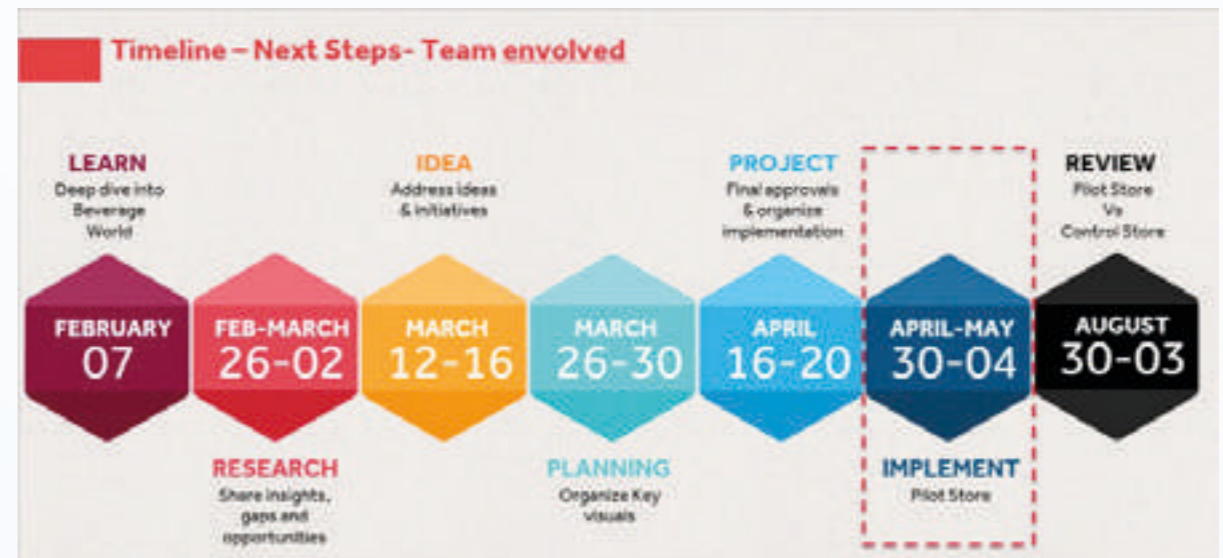 Timeline – Next Steps- Team envolved
LEARN
Deep dive into
Beverage
World
IDEA
Address ideas
& initiatives
PROJECT
Final approvals
& organize
implementation
REVIEW
Pilot Store
Vs
Control Store
FEBRUARY
07
FEB-MARCH
26-02
MARCH
12-16
MARCH
26-30
APRIL
16-20
APRIL-MAY
30-04
AUGUST
30-03
RESEARCH
Share insights,
gaps and
opportunities
PLANNING
Organize Key
visuals
IMPLEMENT
Pilot Store